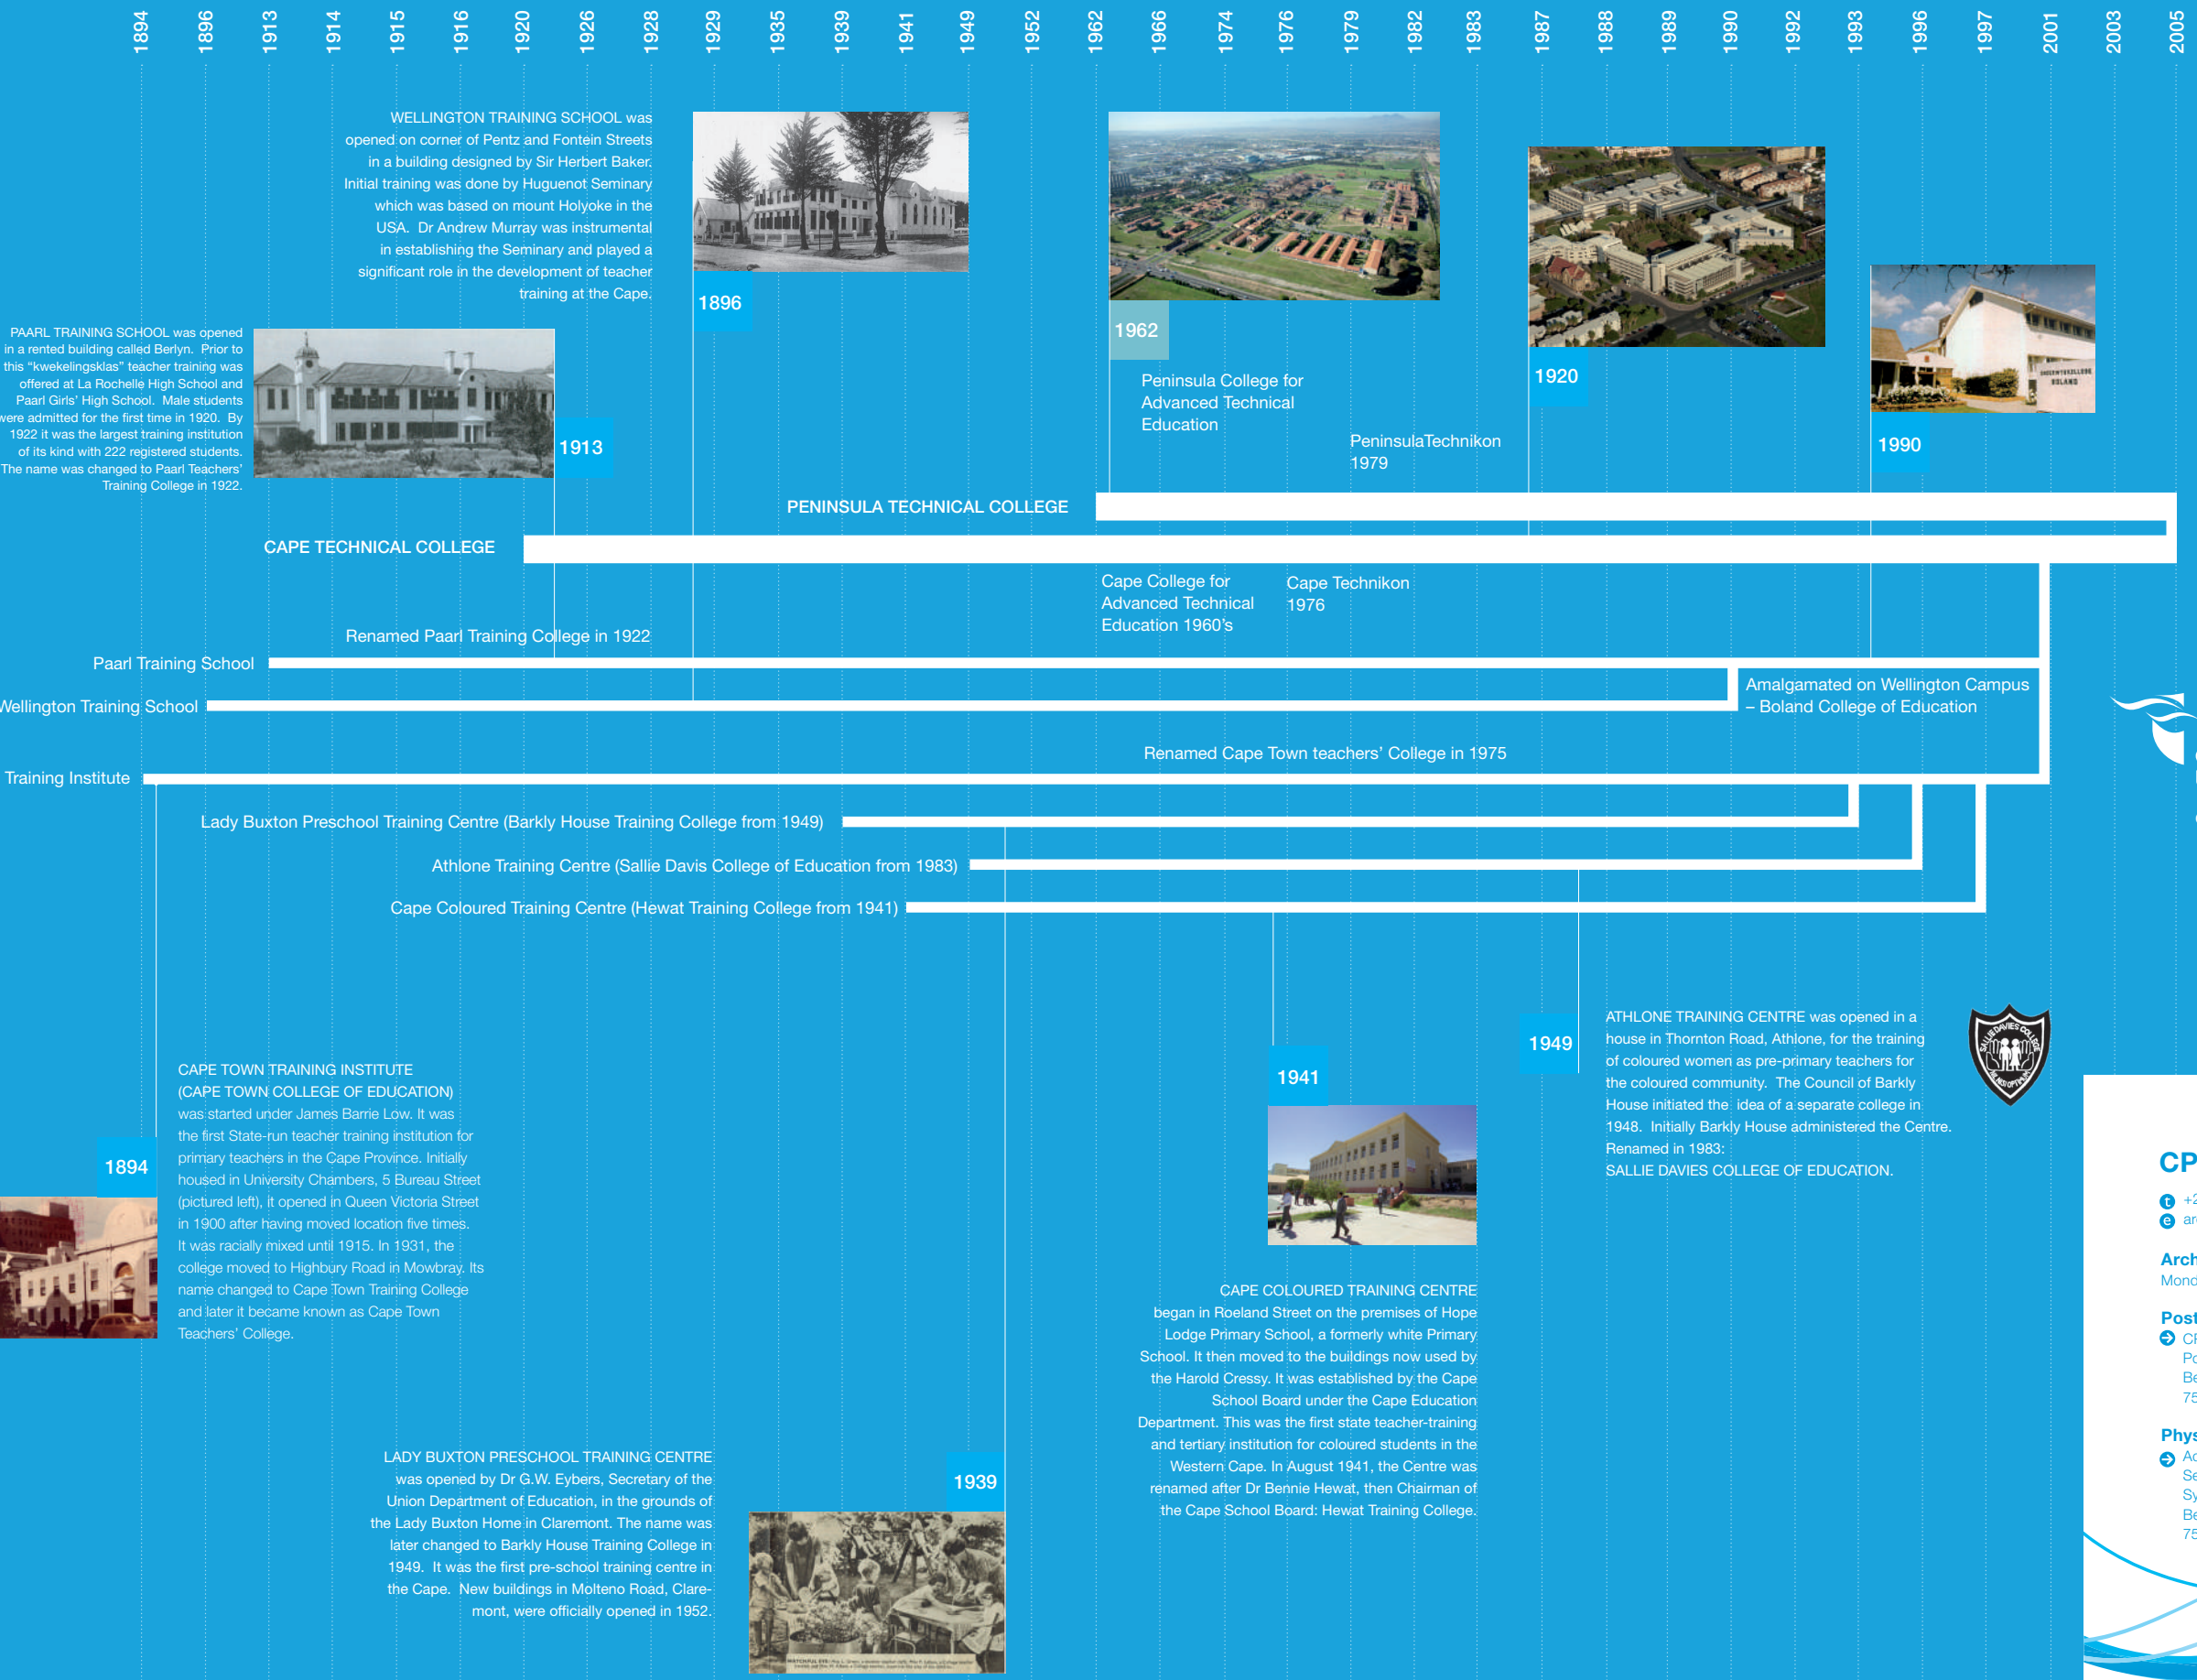 1894
1896
1913
1914
1915
1916
1920
1926
1928
1929
1935
1939
1941
1949
1952
1962
1966
1974
1976
1979
1982
1983
1987
1988
1989
1990
1992
1993
1996
1997
2001
2003
2005
WELLINGTON TRAINING SCHOOL was
opened on corner of Pentz and Fontein Streets
in a building designed by Sir Herbert Baker.
Initial training was done by Huguenot Seminary
which was based on mount Holyoke in the
USA. Dr Andrew Murray was instrumental
in establishing the Seminary and played a
significant role in the development of teacher
training at the Cape.
1896
PAARL TRAINING SCHOOL was opened
in a rented building called Berlyn. Prior to
this “kwekelingsklas” teacher training was
offered at La Rochelle High School and
Paarl Girls’ High School. Male students
were admitted for the first time in 1920. By
1922 it was the largest training institution
of its kind with 222 registered students.
The name was changed to Paarl Teachers’
Training College in 1922.
1913
1962
Peninsula College for
Advanced Technical
Education
PeninsulaTechnikon
1979
1920
BOLAND
1990
PENINSULA TECHNICAL COLLEGE
CAPE TECHNICAL COLLEGE
Cape College for
Advanced Technical
Education 1960’s
Cape Technikon
1976
Renamed Paarl Training College in 1922
Paarl Training School
Wellington Training School
Amalgamated on Wellington Campus
– Boland College of Education
Renamed Cape Town teachers’ College in 1975
Training Institute
Lady Buxton Preschool Training Centre (Barkly House Training College from 1949)
Athlone Training Centre (Sallie Davis College of Education from 1983)
Cape Coloured Training Centre (Hewat Training College from 1941)
1894
CAPE TOWN TRAINING INSTITUTE
(CAPE TOWN COLLEGE OF EDUCATION)
was started under James Barrie Low. It was
the first State-run teacher training institution for
primary teachers in the Cape Province. Initially
housed in University Chambers, 5 Bureau Street
(pictured left), it opened in Queen Victoria Street
in 1900 after having moved location five times.
It was racially mixed until 1915. In 1931, the
college moved to Highbury Road in Mowbray. Its
name changed to Cape Town Training College
and later it became known as Cape Town
Teachers’ College.
LADY BUXTON PRESCHOOL TRAINING CENTRE
was opened by Dr G.W. Eybers, Secretary of the
Union Department of Education, in the grounds of
the Lady Buxton Home in Claremont. The name was
later changed to Barkly House Training College in
1949. It was the first pre-school training centre in
the Cape. New buildings in Molteno Road, Clare-
mont, were officially opened in 1952.
1939
1941
CAPE COLOURED TRAINING CENTRE
began in Roeland Street on the premises of Hope
Lodge Primary School, a formerly white Primary
School. It then moved to the buildings now used by
the Harold Cressy. It was established by the Cape
School Board under the Cape Education
Department. This was the first state teacher-training
and tertiary institution for coloured students in the
Western Cape. In August 1941, the Centre was
renamed after Dr Bennie Hewat, then Chairman of
the Cape School Board: Hewat Training College.
1949
ATHLONE TRAINING CENTRE was opened in a
house in Thornton Road, Athlone, for the training
of coloured women as pre-primary teachers for
the coloured community. The Council of Barkly
House initiated the idea of a separate college in
1948. Initially Barkly House administered the Centre.
Renamed in 1983:
SALLIE DAVIES COLLEGE OF EDUCATION.
SALLIE DAVIES COLLEGE
CP
t +2
e ar
Arch
Mond
Post
Po
Be
75
Phys
Se
Sy
Be
75